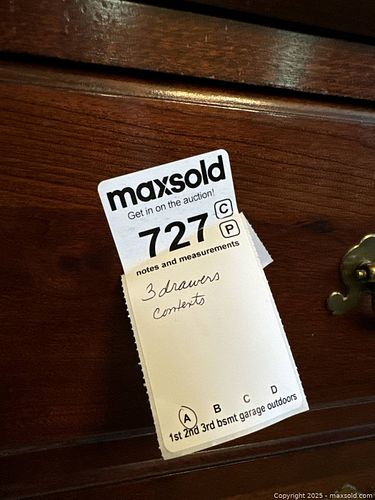 maxsold
Get in on the auction!
727 C
P
notes and measurements
3 drawers
contents
A B C D
1st 2nd 3rd bsmt garage outdoors
Copyright 2025 - maxsold.com